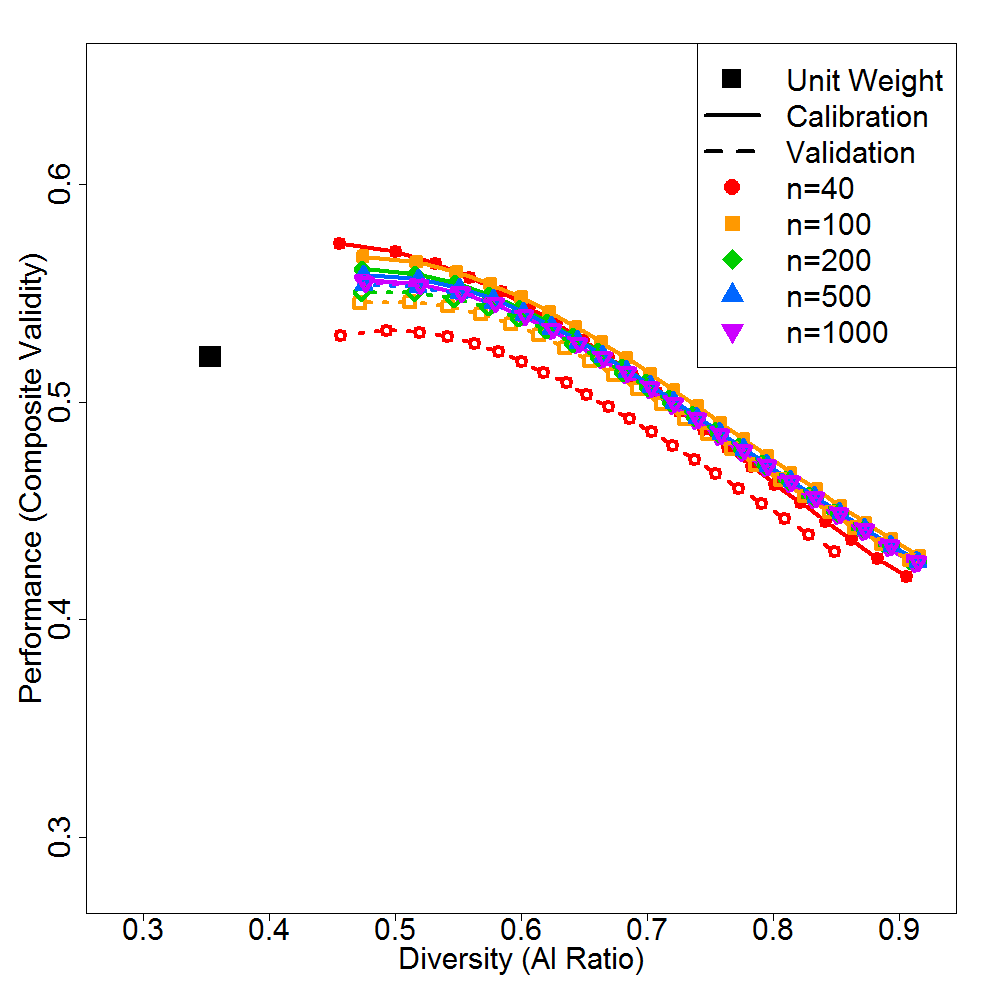 Unit Weight
Calibration
Validation
n=40
n=100
n=200
n=500
n=1000
Performance (Composite Validity)
0.6
0.5
0.4
0.3
0.3 0.4 0.5 0.6 0.7 0.8 0.9
Diversity (AI Ratio)